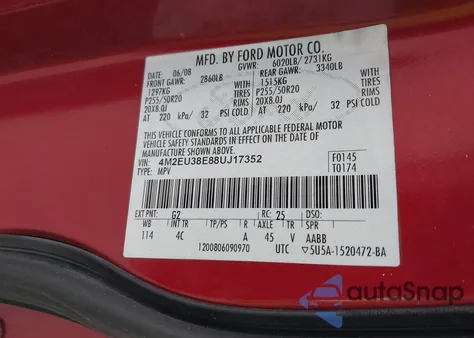 MFD. BY FORD MOTOR CO.
DATE: 06/08 GVWR: 6020LB/ 2731KG
FRONT GAWR: 2860LB REAR GAWR: 3340LB
1297KG 1515KG
P255/50R20 TIRES P255/50R20 TIRES
20X8.0J RIMS 20X8.0J RIMS
AT 220 kPa/ 32 PSI COLD AT 220 kPa/ 32 PSI COLD
THIS VEHICLE CONFORMS TO ALL APPLICABLE FEDERAL MOTOR
VEHICLE SAFETY AND THEFT PREVENTION STANDARDS IN EFFECT ON THE
DATE OF MANUFACTURE SHOWN ABOVE.
VIN: 4M2EU38E88UJ17352 F0145
TYPE: MPV T0174
EXT PNT: G2 RC: 25 DSO:
WB INT TR TP/PS R AXLE TR SPR
114 4C A 45 V AABB
1200806090970 UTC ▽5U5A-1520472-BA
autoSnap